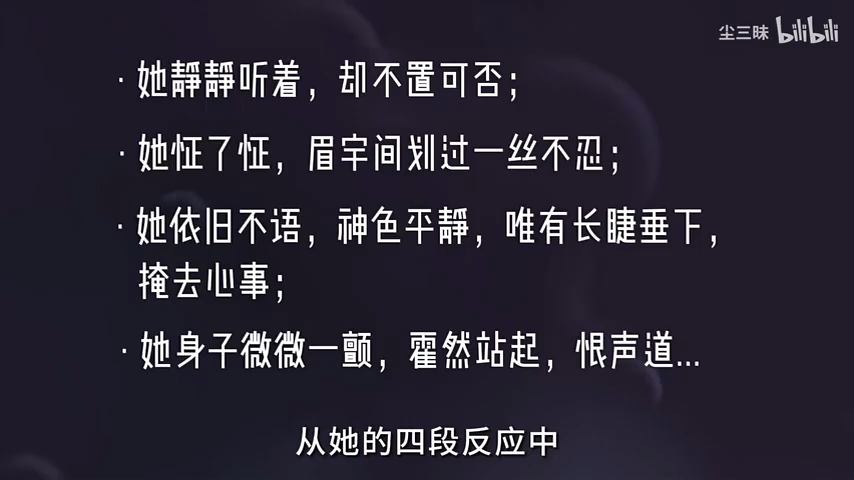 尘三昧 bilibili
·她靜靜听着，却不置可否；
·她怔了怔，眉宇间划过一丝不忍；
·她依旧不语，神色平靜，唯有长睫垂下，
掩去心事；
·她身子微微一颤，霍然站起，恨声道...
从她的四段反应中